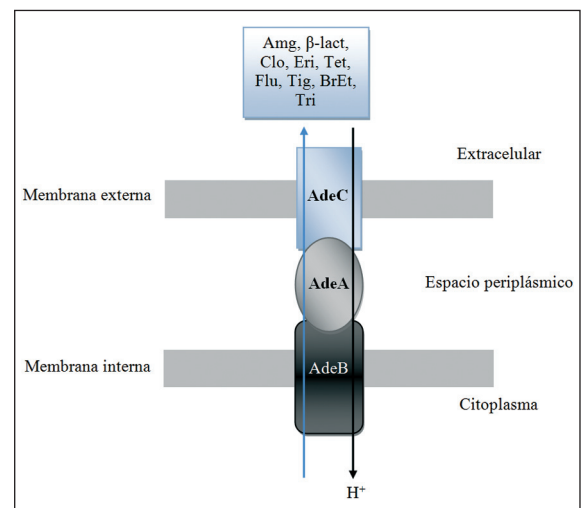 Amg, β-lact,
Clo, Eri, Tet,
Flu, Tig, BrEt,
Tri
Extracelular
Membrana externa
AdeC
AdeA
Espacio periplásmico
Membrana interna
AdeB
Citoplasma
H⁺